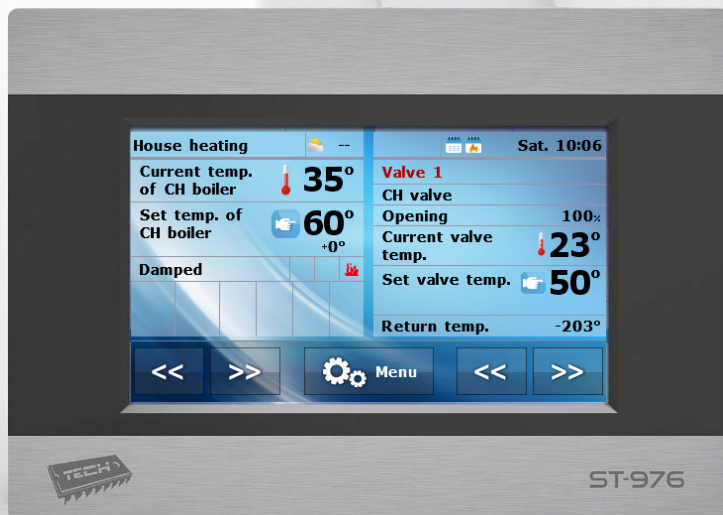 House heating
--
Sat. 10:06
Current temp.
of CH boiler
35°
Set temp. of
CH boiler
60°
+0°
Damped
Valve 1
CH valve
Opening
100%
Current valve
temp.
23°
Set valve temp.
50°
Return temp.
-203°
<<
>>
Menu
<<
>>
TECH
ST-976